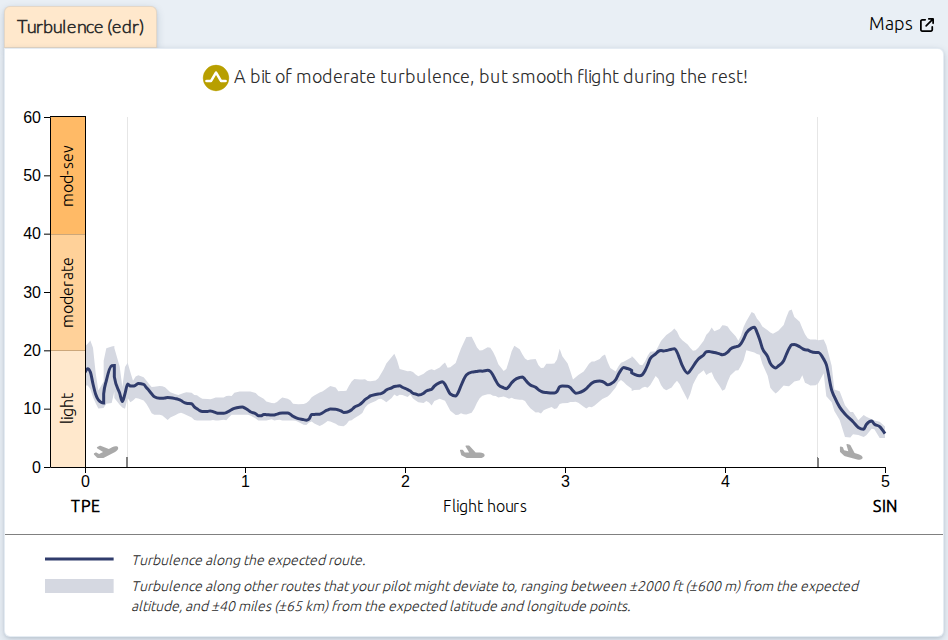 Turbulence (edr)
Maps
A bit of moderate turbulence, but smooth flight during the rest!
60
50
40
30
20
10
0
mod-sev
moderate
light
0 1 2 3 4 5
TPE Flight hours SIN
Turbulence along the expected route.
Turbulence along other routes that your pilot might deviate to, ranging between ±2000 ft (±600 m) from the expected
altitude, and ±40 miles (±65 km) from the expected latitude and longitude points.